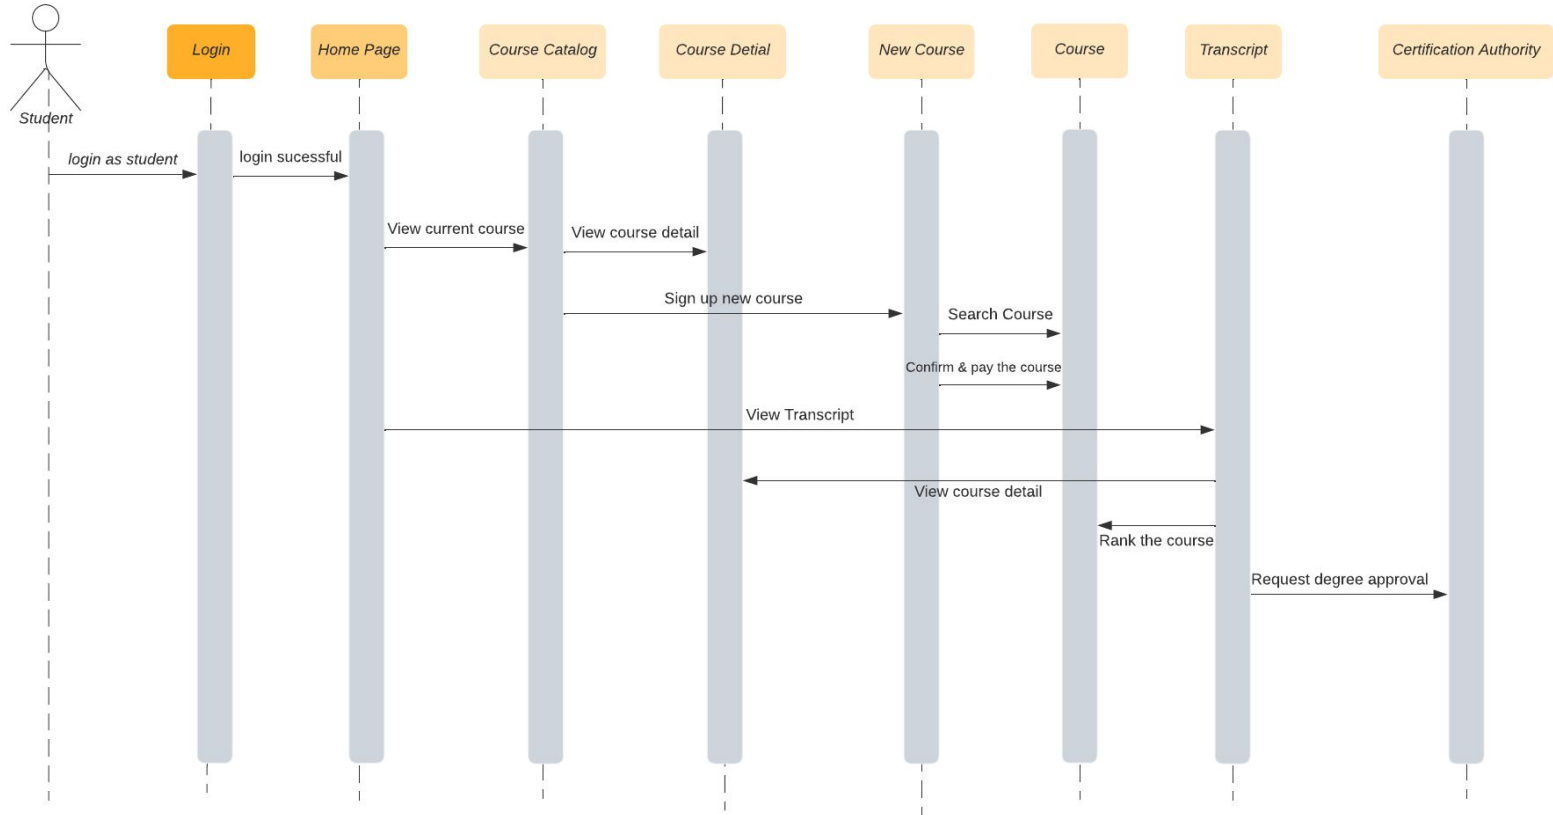 Login
Home Page
Course Catalog
Course Detial
New Course
Course
Transcript
Certification Authority
Student
login as student
login sucessful
View current course
View course detail
Sign up new course
Search Course
Confirm & pay the course
View Transcript
View course detail
Rank the course
Request degree approval